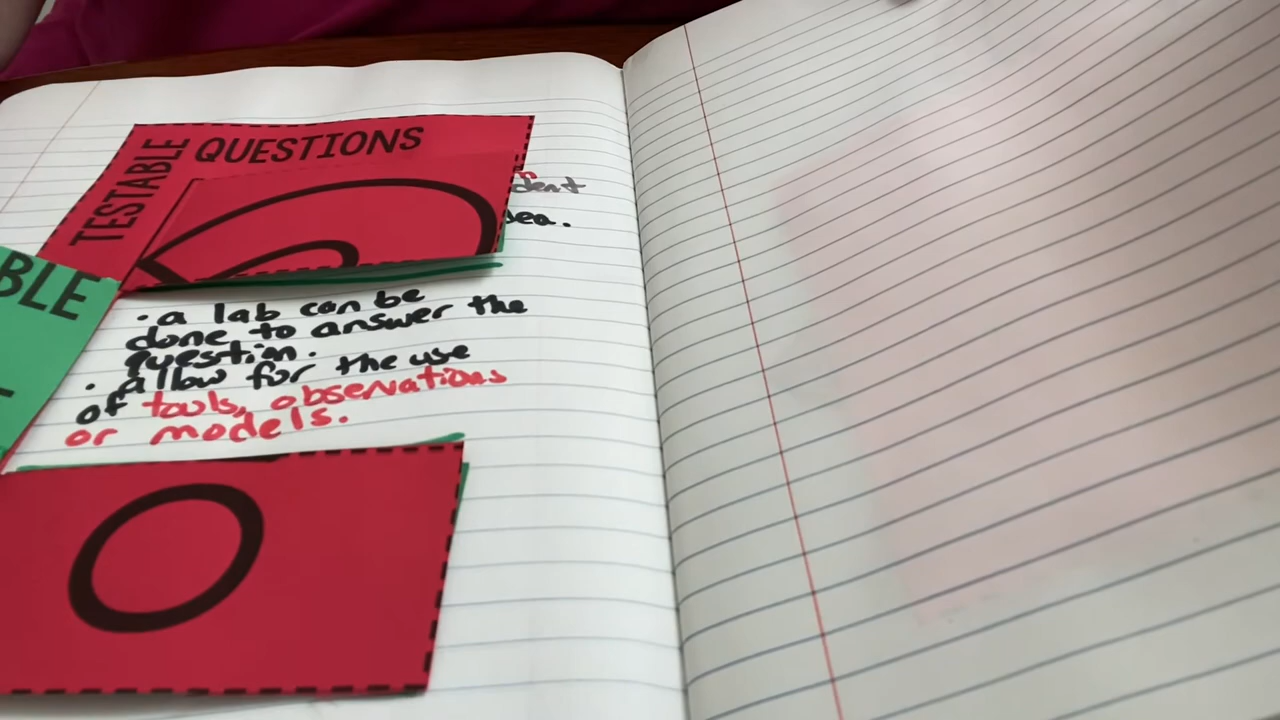 TESTABLE QUESTIONS
BLE
• a lab can be
done to answer the
question.
• allow for the use
of tools, observations
or models.
O